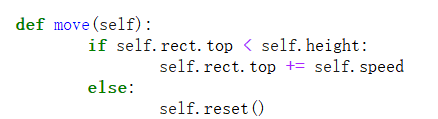 def move(self):
        if self.rect.top < self.height:
                self.rect.top += self.speed
        else:
                self.reset()